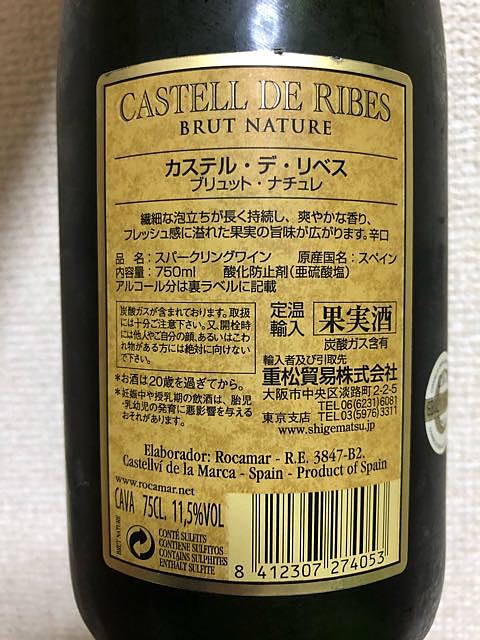 CASTELL DE RIBES
BRUT NATURE
カステル・デ・リベス
ブリュット・ナチュレ
繊細な泡立ちが長く持続し、爽やかな香り、
フレッシュ感に溢れた果実の旨味が広がります。辛口
品 名：スパークリングワイン 原産国名：スペイン
内容量：750ml 酸化防止剤(亜硫酸塩)
アルコール分は裏ラベルに記載
炭酸ガスが含まれております。取扱
には十分ご注意下さい。又、開栓時
には他人やご自分の顔、あるいはこわ
れ物がある方には絶対に向けない
で下さい。
定温
輸入
果実酒
炭酸ガス含有
輸入者及び引取先
重松貿易株式会社
大阪市中央区淡路町2-2-5
TEL 06(6231)6081
東京支店 TEL 03(5976)3311
www.shigematsu.jp/
*お酒は20歳を過ぎてから。
*妊娠中や授乳期の飲酒は、胎児
・乳幼児の発育に悪影響を与える
おそれがあります。
Elaborador: Rocamar - R.E. 3847-B2.
Castellví de la Marca - Spain - Product of Spain
www.rocamar.net
CAVA 75CL. 11,5%VOL
BRUT NATURE
CONTÉ SULFITS
CONTIENE SULFITOS
CONTAINS SULPHITES
ENTHÄLT SULFITE
8 412307 274053